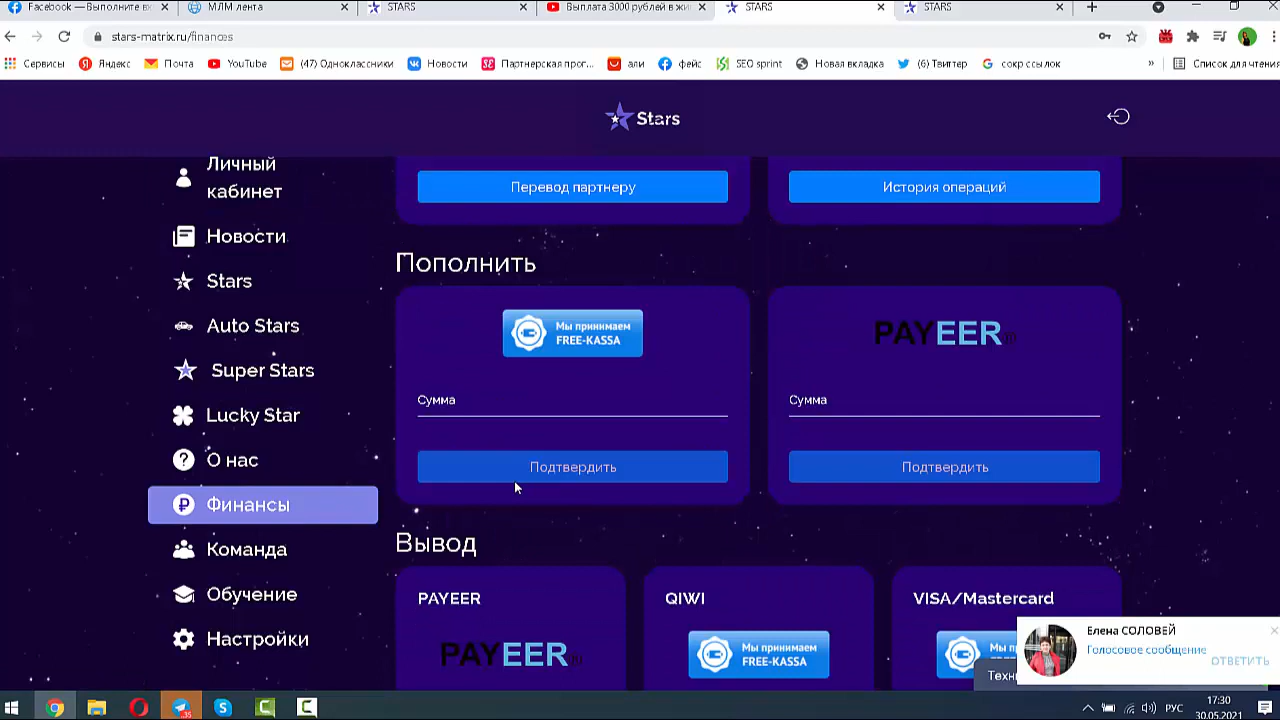 Facebook — Выполните вх
МЛМ лента
STARS
Выплата 3000 рублей в жи
STARS
STARS
stars-matrix.ru/finances
Сервисы
Яндекс
Почта
YouTube
(47) Одноклассники
Новости
Партнерская прог...
али
фейс
SEO sprint
Новая вкладка
(6) Твиттер
сокр ссылок
»
Список для чтения
Stars
Личный
кабинет
Новости
Stars
Auto Stars
Super Stars
Lucky Star
О нас
Финансы
Команда
Обучение
Настройки
Перевод партнеру
История операций
Пополнить
Мы принимаем
FREE-KASSA
Сумма
Подтвердить
PAYEER
Сумма
Подтвердить
Вывод
PAYEER
PAYEER
QIWI
Мы принимаем
FREE-KASSA
VISA/Mastercard
Елена СОЛОВЕЙ
Голосовое сообщение
ОТВЕТИТЬ
35
РУС
17:30
30.05.2021